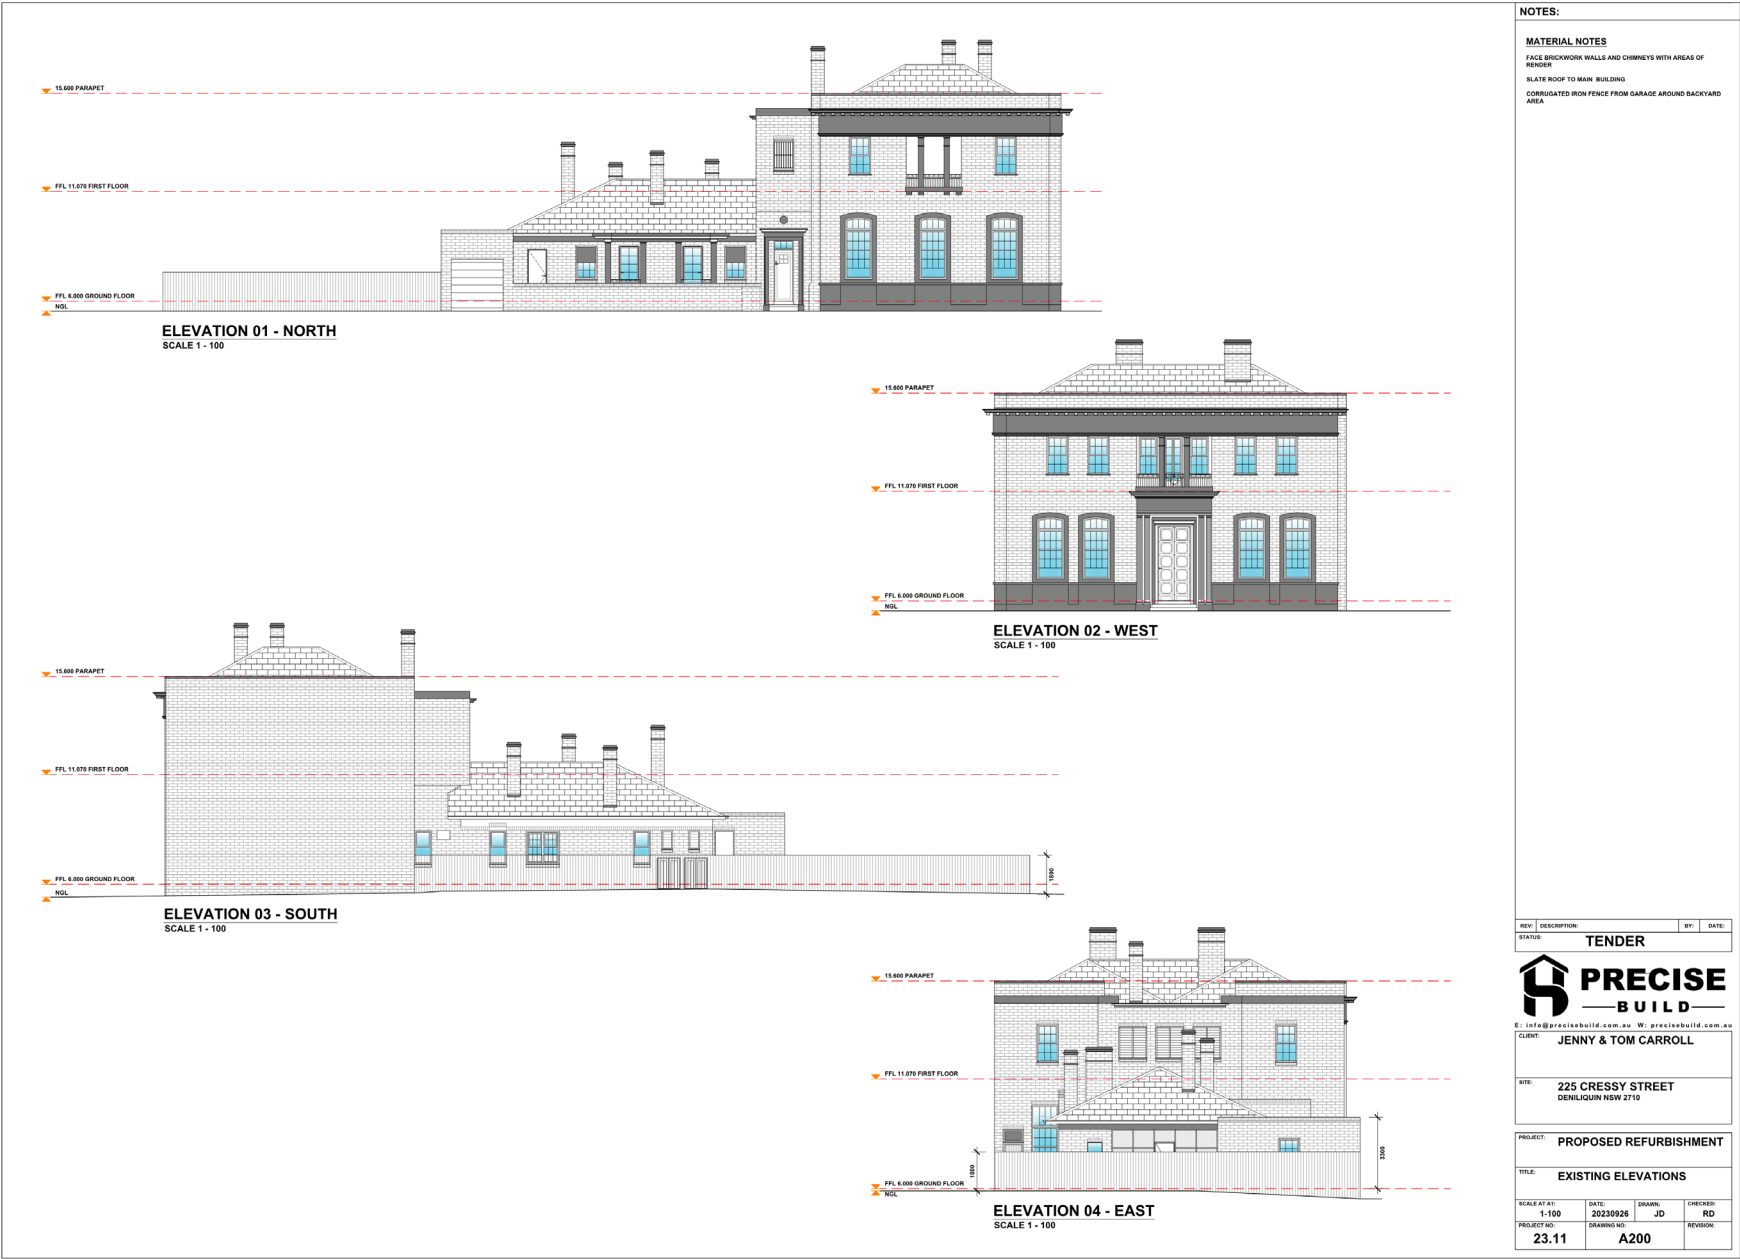 NOTES:
MATERIAL NOTES
FACE BRICKWORK WALLS AND CHIMNEYS WITH AREAS OF
RENDER
SLATE ROOF TO MAIN BUILDING
CORRUGATED IRON FENCE FROM GARAGE AROUND BACKYARD
AREA
15.600 PARAPET
FFL 11.070 FIRST FLOOR
FFL 6.000 GROUND FLOOR
NGL
ELEVATION 01 - NORTH
SCALE 1 - 100
15.600 PARAPET
FFL 11.070 FIRST FLOOR
FFL 6.000 GROUND FLOOR
NGL
ELEVATION 02 - WEST
SCALE 1 - 100
15.600 PARAPET
FFL 11.070 FIRST FLOOR
FFL 6.000 GROUND FLOOR
NGL
1800
ELEVATION 03 - SOUTH
SCALE 1 - 100
15.600 PARAPET
FFL 11.070 FIRST FLOOR
FFL 6.000 GROUND FLOOR
NGL
1800
3300
ELEVATION 04 - EAST
SCALE 1 - 100
REV: DESCRIPTION: BY: DATE:
STATUS: TENDER
PRECISE
BUILD
E: info@precisebuild.com.au W: precisebuild.com.au
CLIENT: JENNY & TOM CARROLL
SITE: 225 CRESSY STREET
DENILIQUIN NSW 2710
PROJECT: PROPOSED REFURBISHMENT
TITLE: EXISTING ELEVATIONS
SCALE AT A1: DATE: DRAWN: CHECKED:
1-100 20230926 JD RD
PROJECT NO: DRAWING NO: REVISION:
23.11 A200